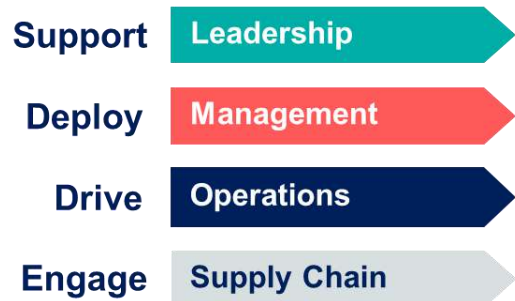 Support Leadership
Deploy Management
Drive Operations
Engage Supply Chain